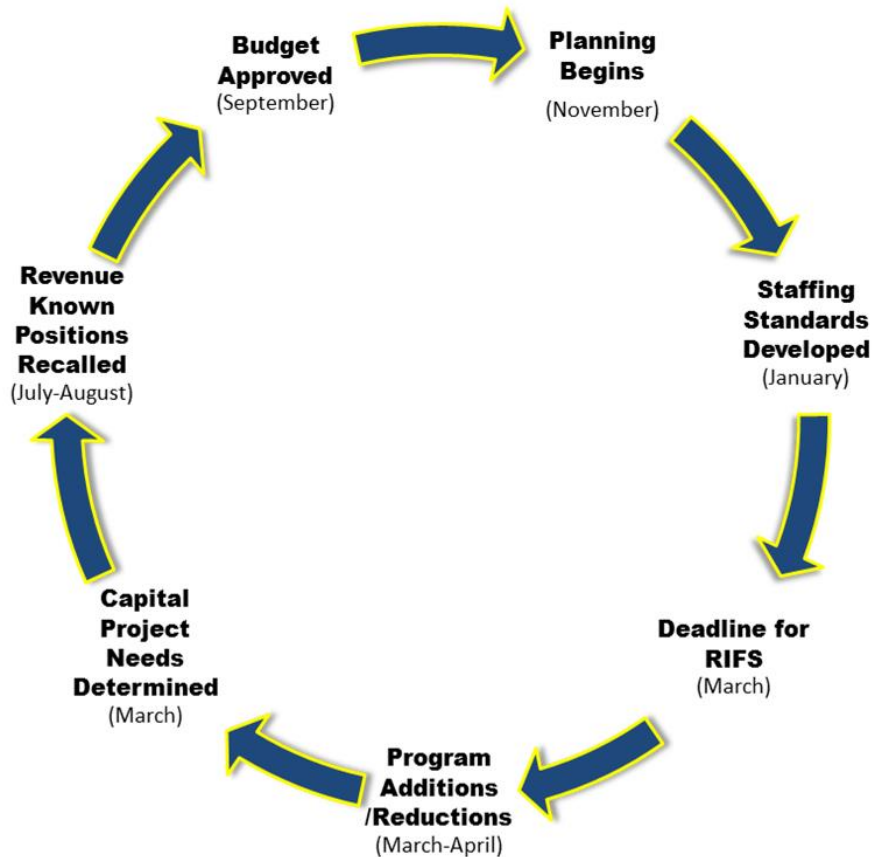 Budget
Approved
(September)
Planning
Begins
(November)
Staffing
Standards
Developed
(January)
Deadline for
RIFS
(March)
Program
Additions
/Reductions
(March-April)
Capital
Project
Needs
Determined
(March)
Revenue
Known
Positions
Recalled
(July-August)